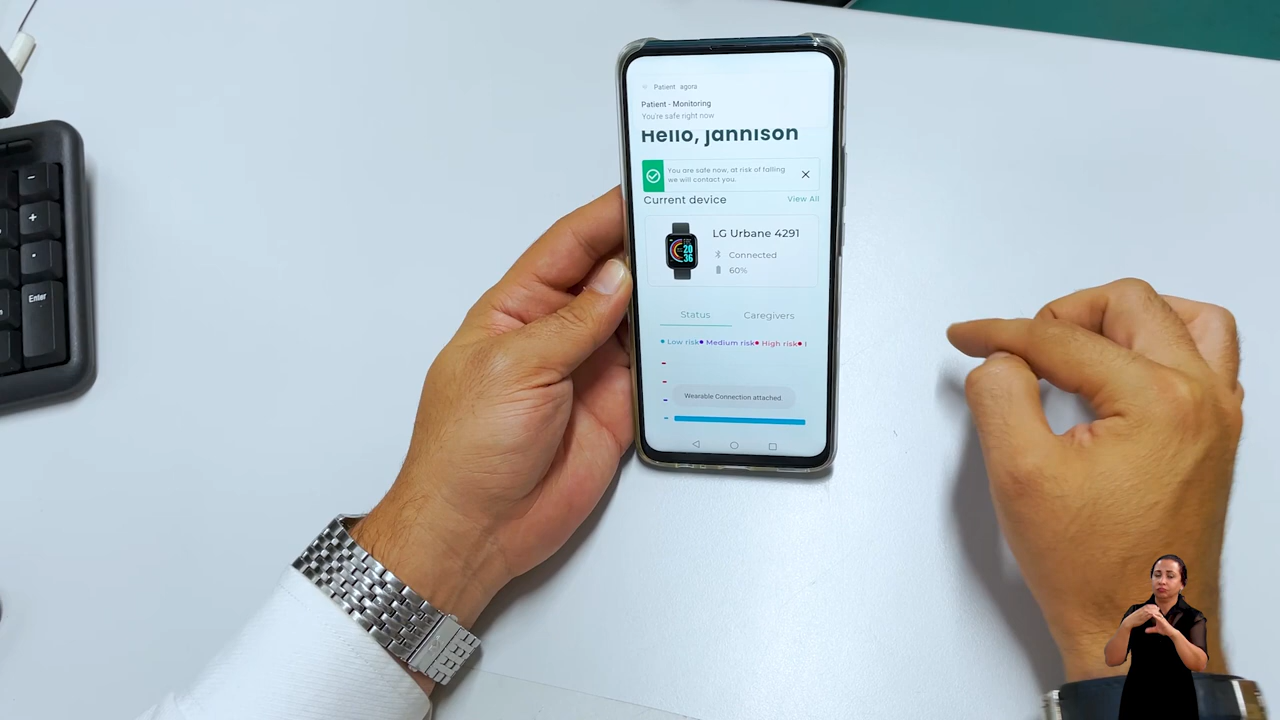 Patient agora
Patient - Monitoring
You're safe right now
Hello, jannison
You are safe now, at risk of falling
we will contact you.
Current device
View All
LG Urbane 4291
20
36
Connected
60%
Status
Caregivers
Low risk
Medium risk
High risk
Wearable Connection attached.
-
+
Enter